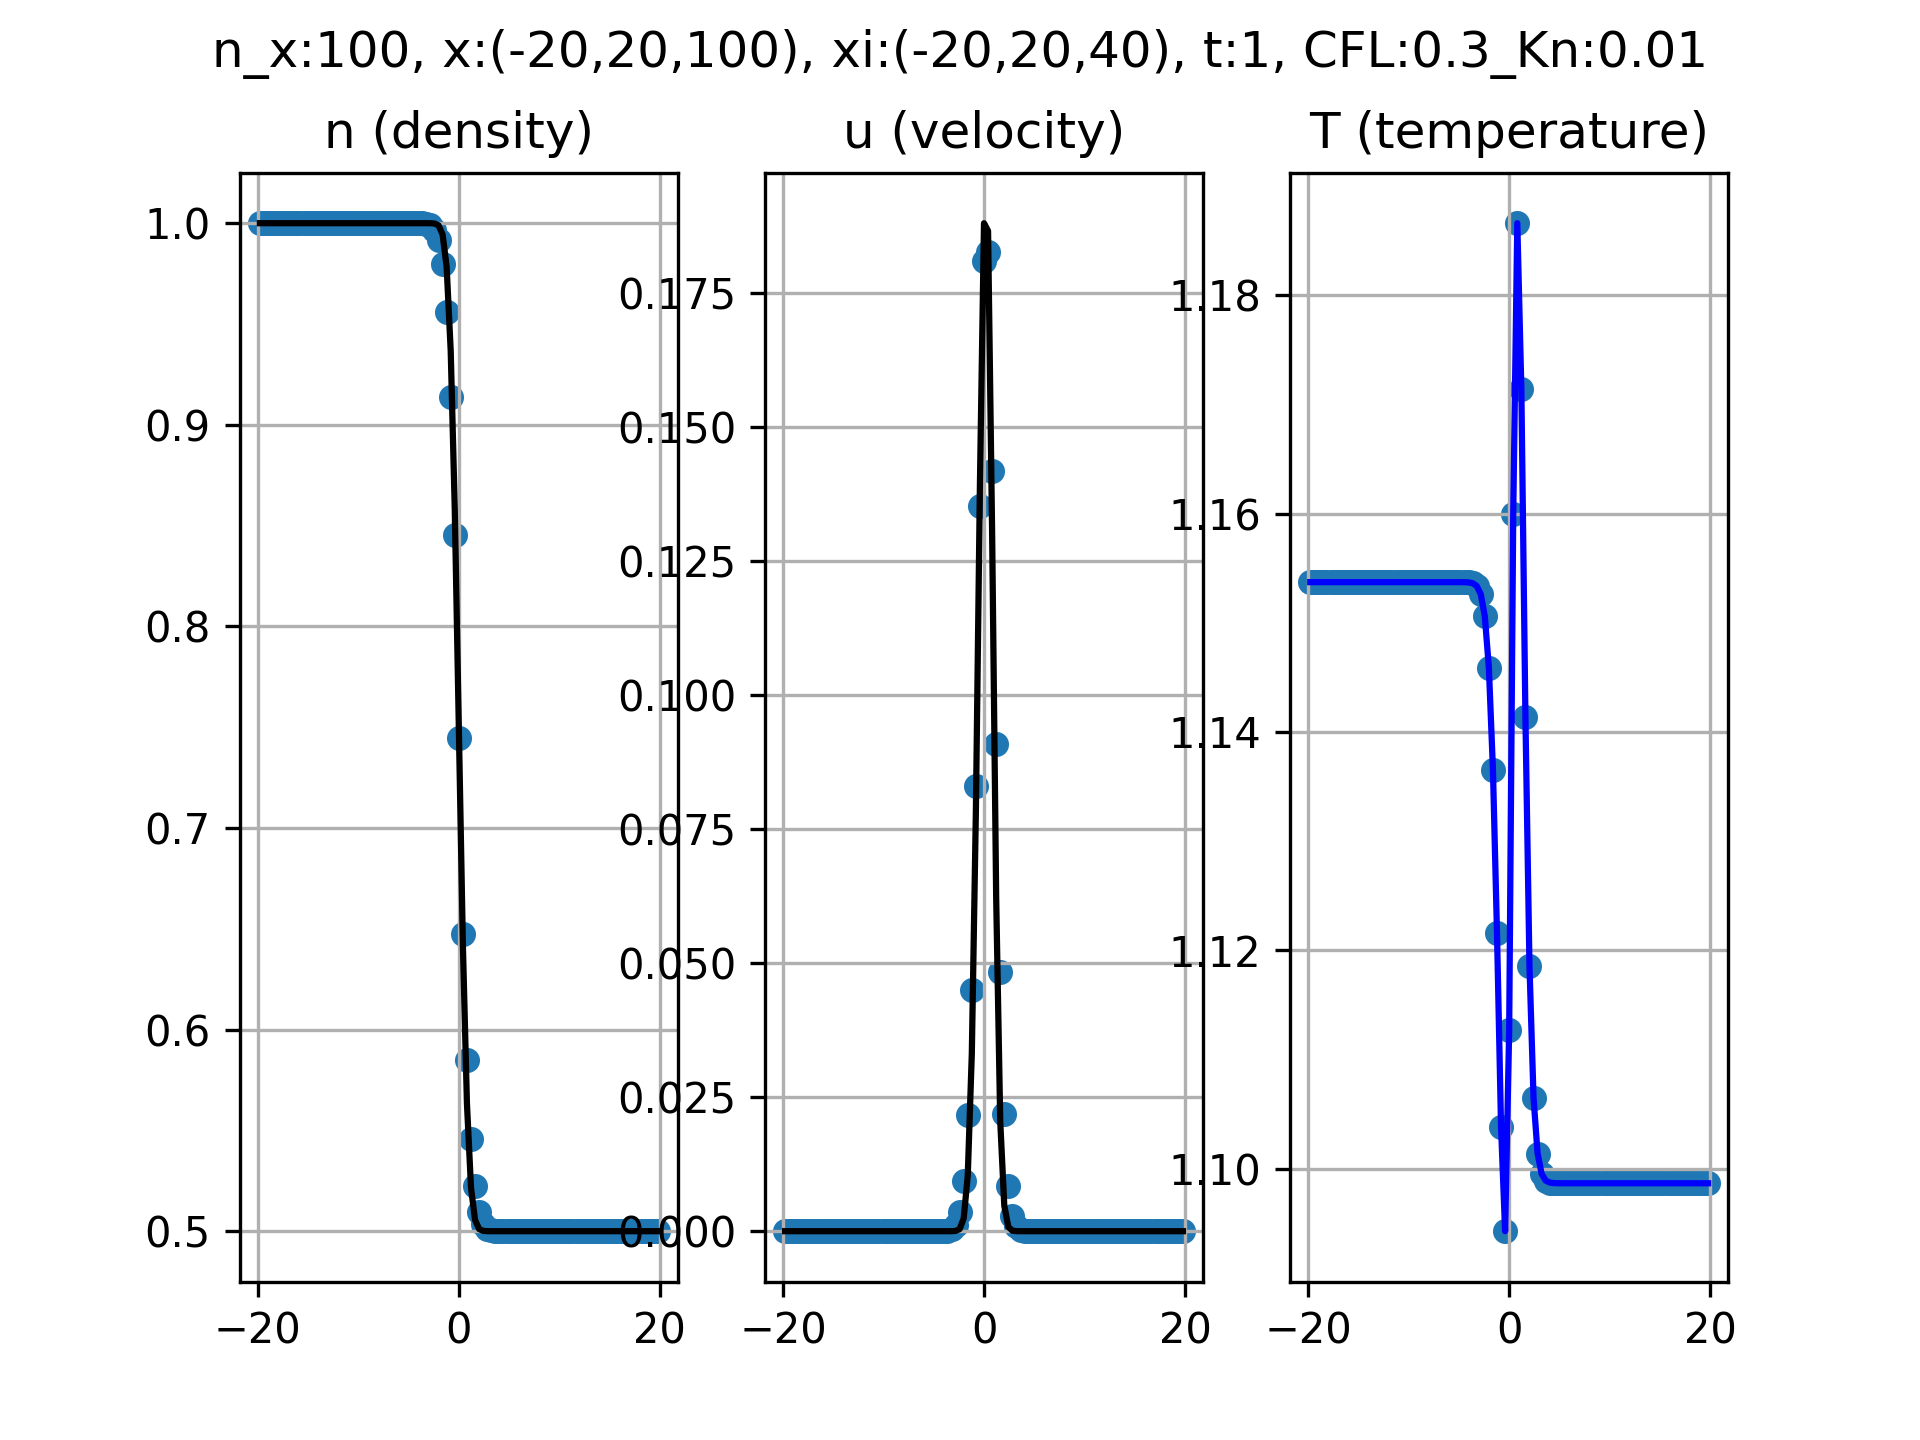 n_x:100, x:(-20,20,100), xi:(-20,20,40), t:1, CFL:0.3_Kn:0.01
n (density)
1.0
0.9
0.8
0.7
0.6
0.5
−20 0 20
u (velocity)
0.175
0.150
0.125
0.100
0.075
0.050
0.025
0.000
−20 0 20
T (temperature)
1.18
1.16
1.14
1.12
1.10
−20 0 20